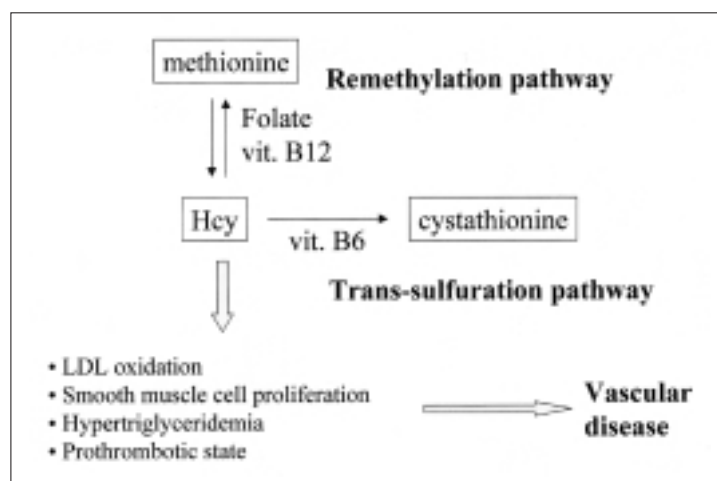 methionine
Remethylation pathway
Folate
vit. B12
Hcy
cystathionine
vit. B6
Trans-sulfuration pathway
• LDL oxidation
• Smooth muscle cell proliferation
• Hypertriglyceridemia
• Prothrombotic state
Vascular
disease